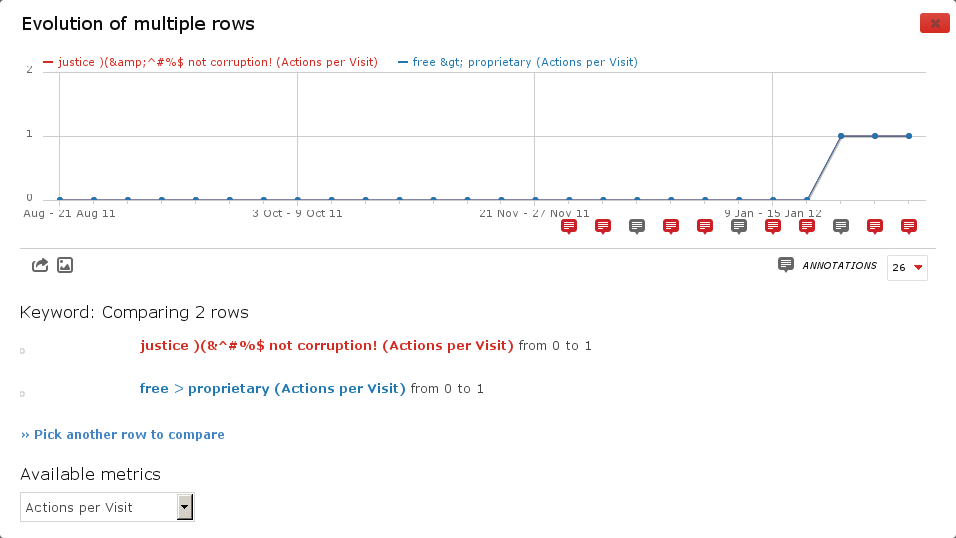 Evolution of multiple rows
justice )(&amp;^#%$ not corruption! (Actions per Visit) free &gt; proprietary (Actions per Visit)
2
1
0
Aug - 21 Aug 11 3 Oct - 9 Oct 11 21 Nov - 27 Nov 11 9 Jan - 15 Jan 12
ANNOTATIONS 26
Keyword: Comparing 2 rows
justice )(&^#%$ not corruption! (Actions per Visit) from 0 to 1
free > proprietary (Actions per Visit) from 0 to 1
» Pick another row to compare
Available metrics
Actions per Visit